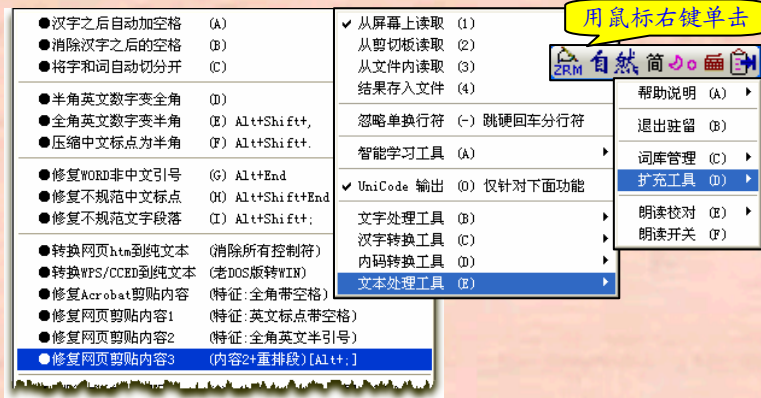 用鼠标右键单击
ZRM 自然 简
帮助说明 (A)
退出驻留 (B)
词库管理 (C)
扩充工具 (D)
朗读校对 (E)
朗读开关 (F)
✓ 从屏幕上读取 (1)
从剪切板读取 (2)
从文件内读取 (3)
结果存入文件 (4)
忽略单换行符 (-) 跳硬回车分行符
智能学习工具 (A)
✓ UniCode 输出 (0) 仅针对下面功能
文字处理工具 (B)
汉字转换工具 (C)
内码转换工具 (D)
文本处理工具 (E)
●汉字之后自动加空格 (A)
●消除汉字之后的空格 (B)
●将字和词自动切分开 (C)
●半角英文数字变全角 (D)
●全角英文数字变半角 (E) Alt+Shift+,
●压缩中文标点为半角 (F) Alt+Shift+.
●修复WORD非中文引号 (G) Alt+End
●修复不规范中文标点 (H) Alt+Shift+End
●修复不规范文字段落 (I) Alt+Shift+;
●转换网页htm到纯文本 (消除所有控制符)
●转换WPS/CCED到纯文本 (老DOS版转WIN)
●修复Acrobat剪贴内容 (特征:全角带空格)
●修复网页剪贴内容1 (特征:英文标点带空格)
●修复网页剪贴内容2 (特征:全角英文半引号)
●修复网页剪贴内容3 (内容2+重排段)[Alt+;]